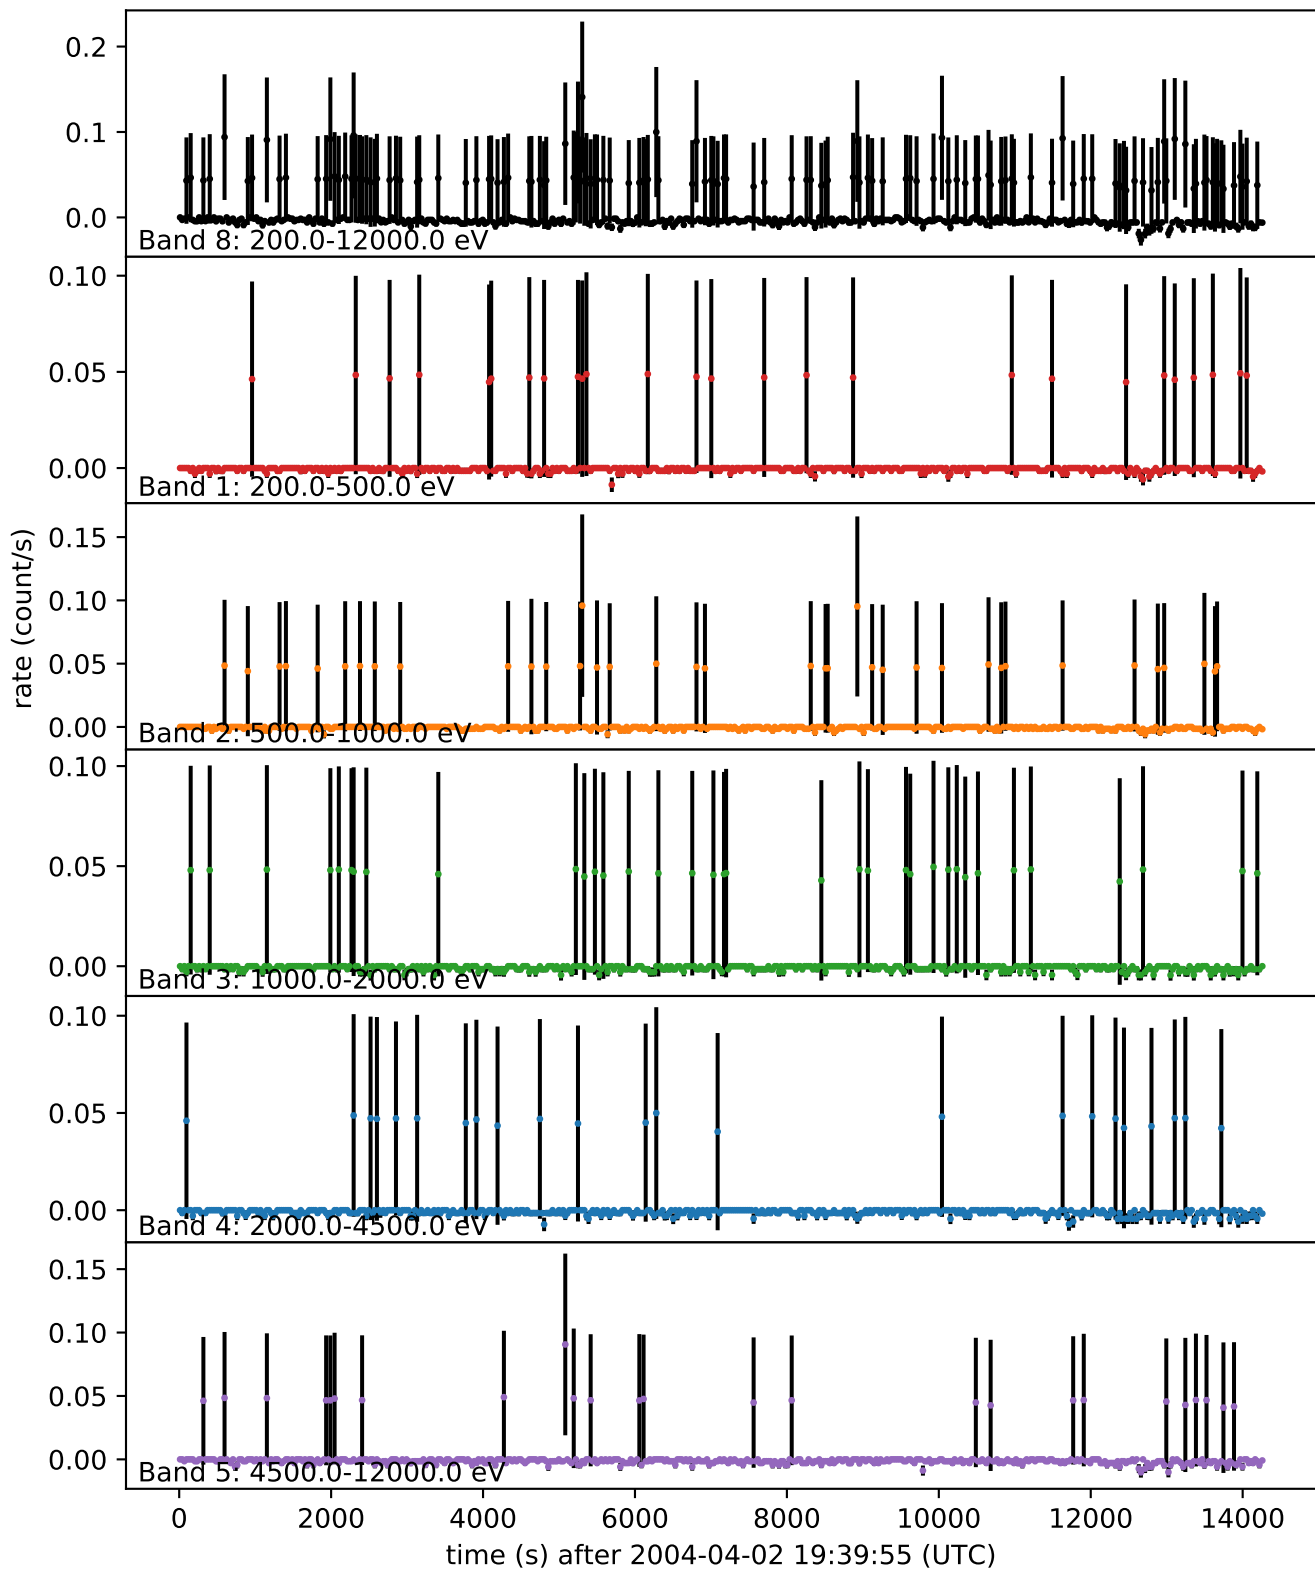 0.2
0.1
0.0
Band 8: 200.0-12000.0 eV
0.10
0.05
0.00
Band 1: 200.0-500.0 eV
rate (count/s)
0.15
0.10
0.05
0.00
Band 2: 500.0-1000.0 eV
0.10
0.05
0.00
Band 3: 1000.0-2000.0 eV
0.10
0.05
0.00
Band 4: 2000.0-4500.0 eV
0.15
0.10
0.05
0.00
Band 5: 4500.0-12000.0 eV
0 2000 4000 6000 8000 10000 12000 14000
time (s) after 2004-04-02 19:39:55 (UTC)